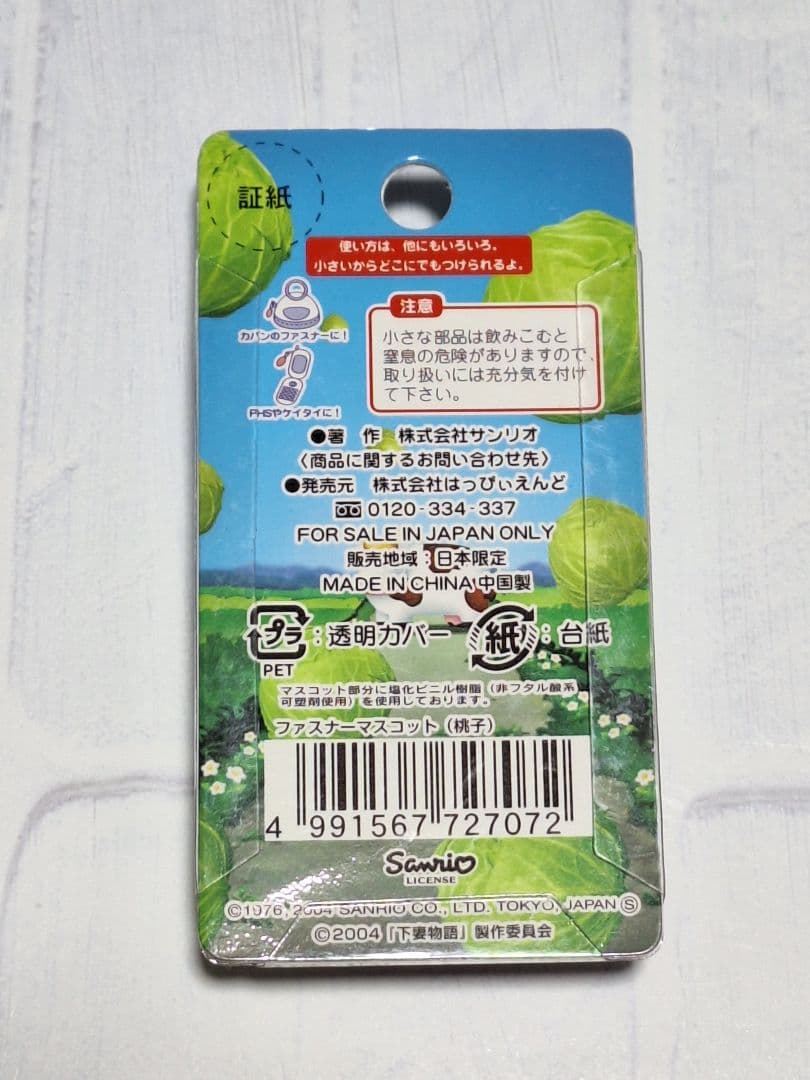 証紙
使い方は、他にもいろいろ。
小さいからどこにでもつけられるよ。
カバンのファスナーに!
PHSやケイタイに!
注意
小さな部品は飲みこむと
窒息の危険がありますので、
取り扱いには充分気を付け
て下さい。
●著 作 株式会社サンリオ
〈商品に関するお問い合わせ先〉
●発売元 株式会社はっぴぃえんど
0120-334-337
FOR SALE IN JAPAN ONLY
販売地域:日本限定
MADE IN CHINA 中国製
プラ:透明カバー 紙:台紙
PET
マスコット部分に塩化ビニル樹脂(非フタル酸系
可塑剤使用)を使用しております。
ファスナーマスコット(桃子)
4 991567 727072
Sanrio
LICENSE
©1976, 2004 SANRIO CO., LTD. TOKYO, JAPAN Ⓢ
©2004「下妻物語」製作委員会